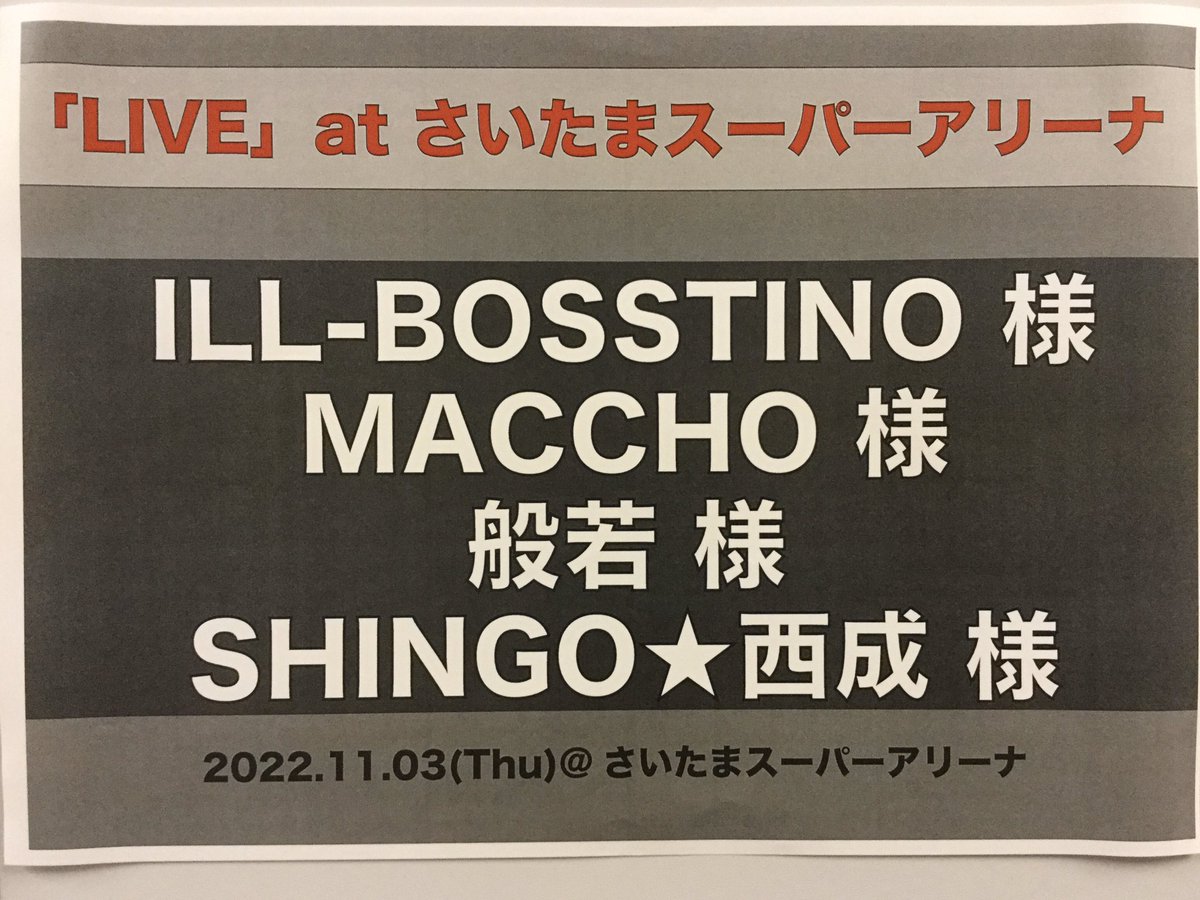 「LIVE」at さいたまスーパーアリーナ
ILL-BOSSTINO 様
MACCHO 様
般若 様
SHINGO★西成 様
2022.11.03(Thu)@ さいたまスーパーアリーナ